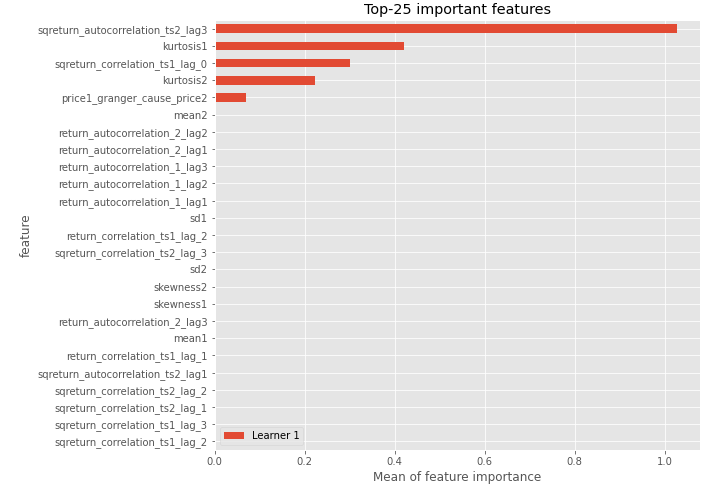 Top-25 important features
sqreturn_autocorrelation_ts2_lag3
kurtosis1
sqreturn_correlation_ts1_lag_0
kurtosis2
price1_granger_cause_price2
mean2
return_autocorrelation_2_lag2
return_autocorrelation_2_lag1
return_autocorrelation_1_lag3
return_autocorrelation_1_lag2
return_autocorrelation_1_lag1
sd1
return_correlation_ts1_lag_2
sqreturn_correlation_ts2_lag_3
sd2
skewness2
skewness1
return_autocorrelation_2_lag3
mean1
return_correlation_ts1_lag_1
sqreturn_autocorrelation_ts2_lag1
sqreturn_correlation_ts2_lag_2
sqreturn_correlation_ts2_lag_1
sqreturn_correlation_ts1_lag_3
sqreturn_correlation_ts1_lag_2
feature
Learner 1
0.0 0.2 0.4 0.6 0.8 1.0
Mean of feature importance